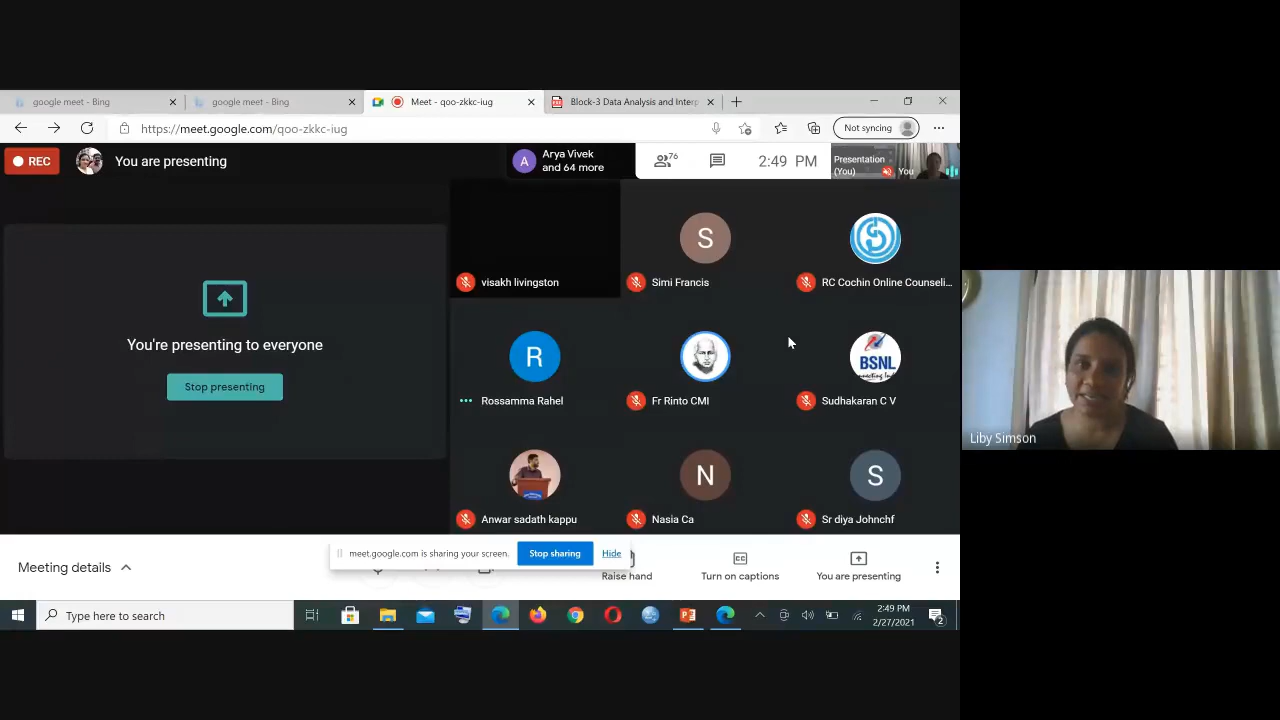 google meet - Bing
google meet - Bing
Meet - qoo-zkkc-iug
Block-3 Data Analysis and Interp
https://meet.google.com/qoo-zkkc-iug
Not syncing
REC
You are presenting
A
Arya Vivek
and 64 more
76
2:49 PM
Presentation
(You)
You
You're presenting to everyone
Stop presenting
visakh livingston
S
Simi Francis
RC Cochin Online Counseli...
R
Rossamma Rahel
Fr Rinto CMI
BSNL
Sudhakaran C V
Anwar sadath kappu
N
Nasia Ca
S
Sr diya Johnchf
Liby Simson
meet.google.com is sharing your screen.
Stop sharing
Hide
Meeting details
Raise hand
CC
Turn on captions
You are presenting
Type here to search
2:49 PM
2/27/2021
2